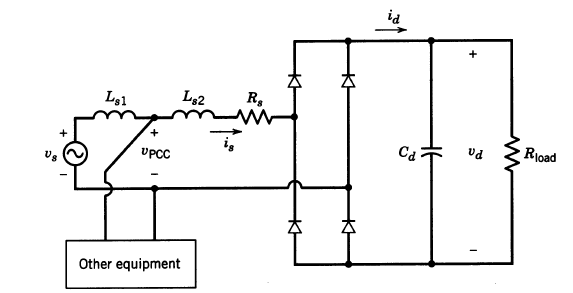 i_d
L_s1 L_s2 R_s
+ + +
v_s v_PCC i_s C_d v_d R_load
− − −
Other equipment